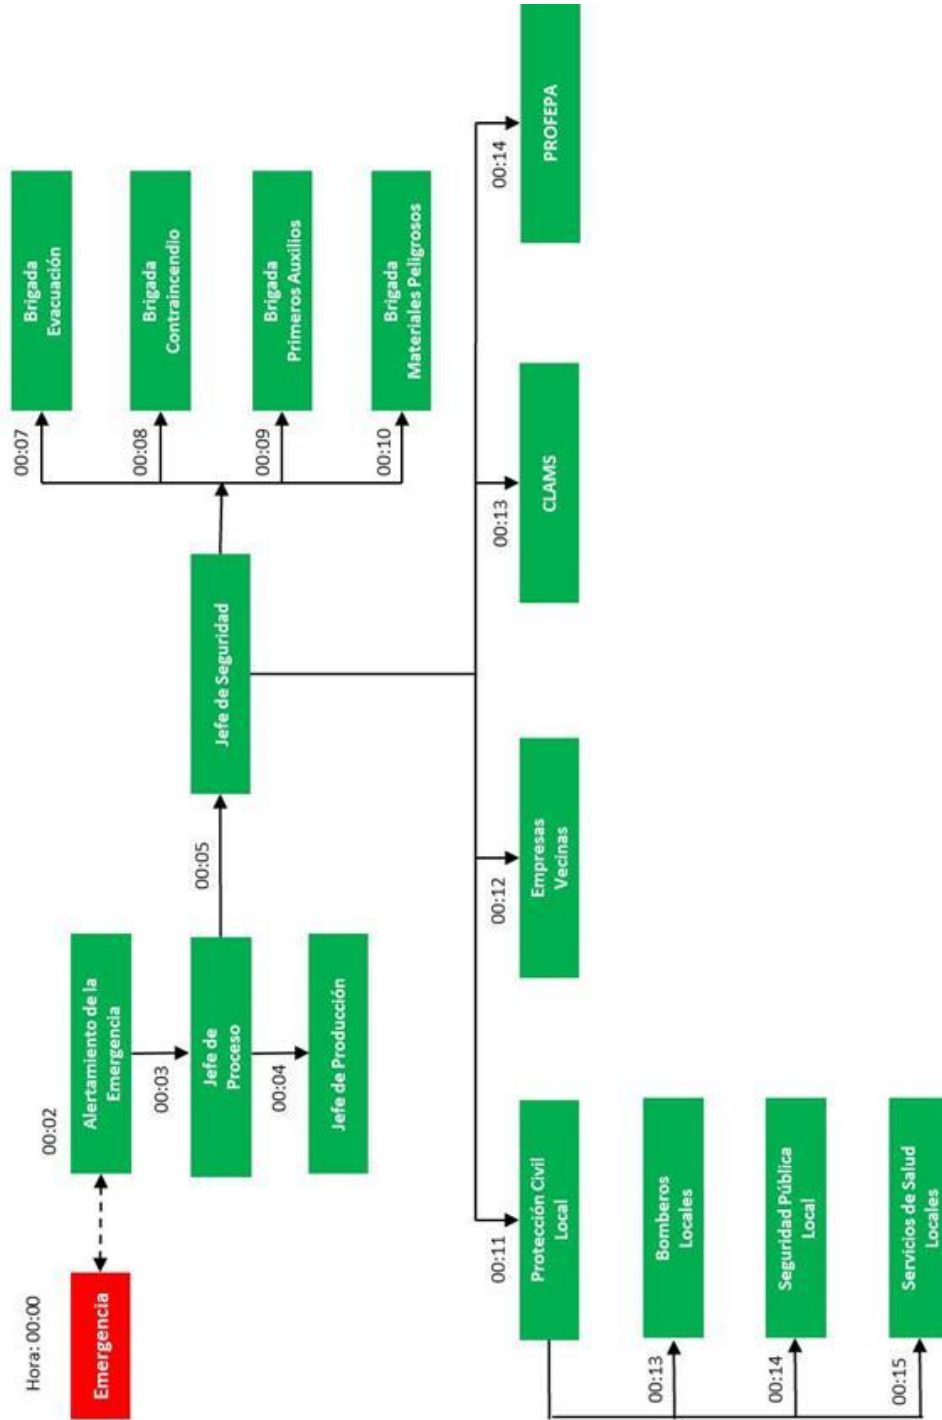 Hora: 00:00
Emergencia
00:02
Alertamiento de la
Emergencia
00:03
Jefe de
Proceso
00:04
Jefe de Producción
00:05
Jefe de Seguridad
00:07
Brigada
Evacuación
00:08
Brigada
Contraincendio
00:09
Brigada
Primeros Auxilios
00:10
Brigada
Materiales Peligrosos
00:11
Protección Civil
Local
00:12
Empresas
Vecinas
00:13
CLAMS
00:14
PROFEPA
00:13
Bomberos
Locales
00:14
Seguridad Pública
Local
00:15
Servicios de Salud
Locales